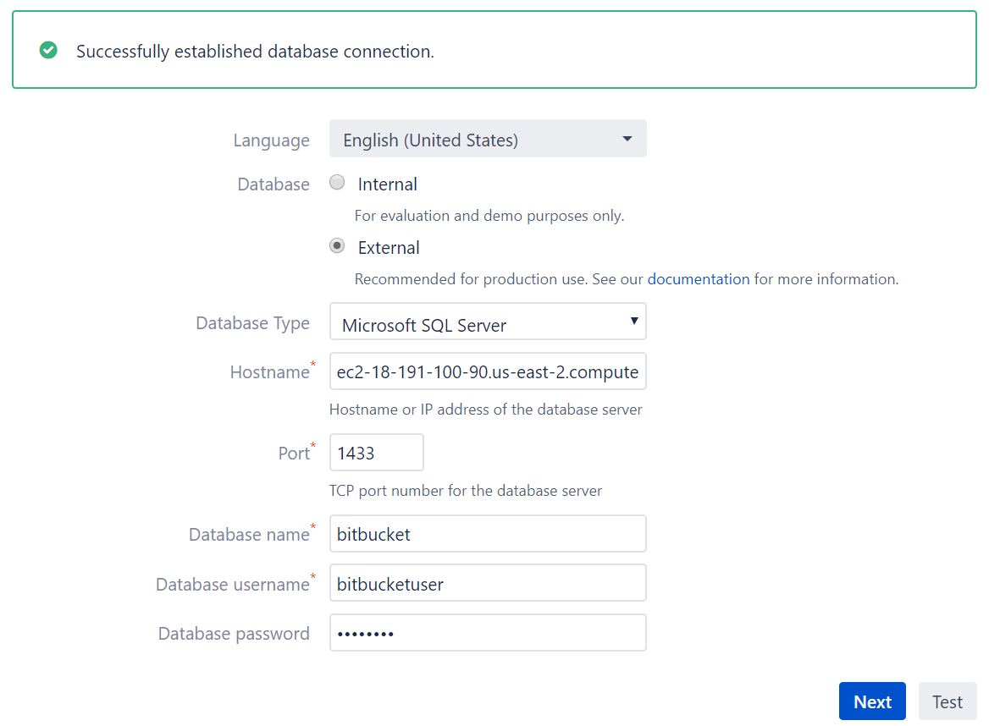 Successfully established database connection.
Language English (United States)
Database Internal
For evaluation and demo purposes only.
External
Recommended for production use. See our documentation for more information.
Database Type Microsoft SQL Server
Hostname* ec2-18-191-100-90.us-east-2.compute
Hostname or IP address of the database server
Port* 1433
TCP port number for the database server
Database name* bitbucket
Database username* bitbucketuser
Database password ••••••••
Next Test